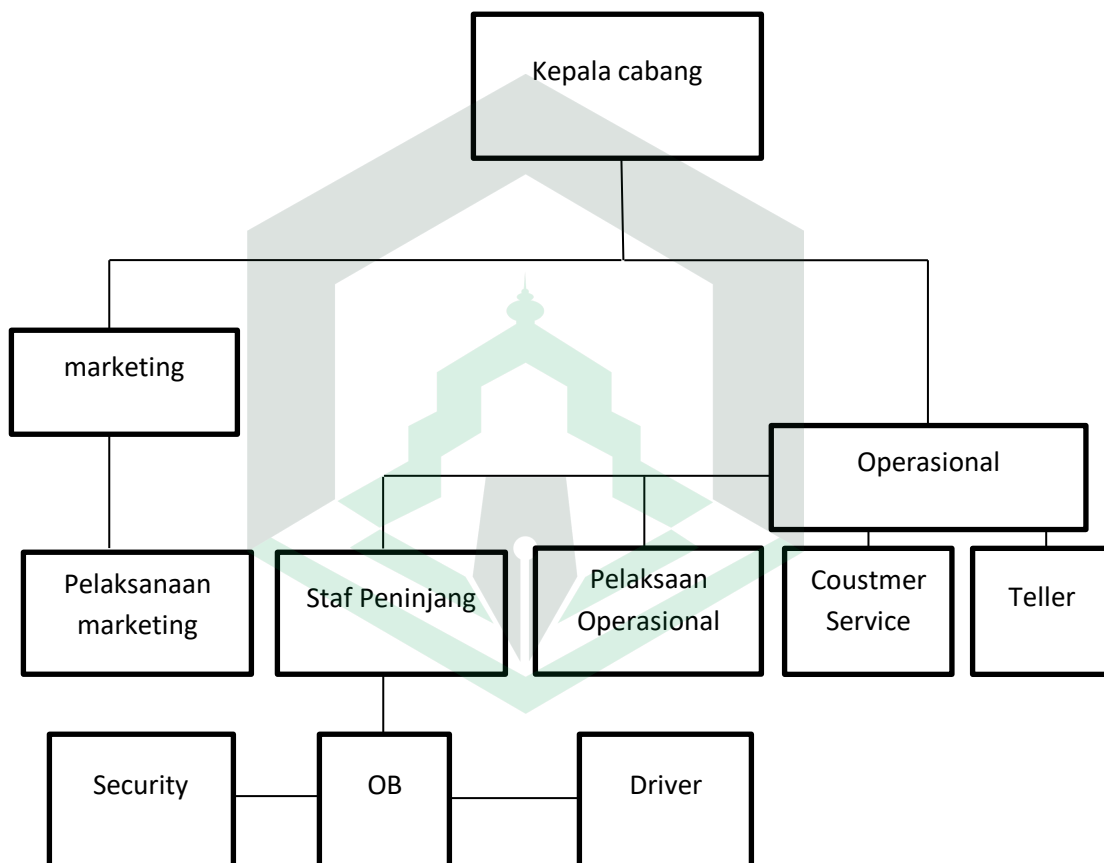 Kepala cabang
marketing
Operasional
Pelaksanaan
marketing
Staf Peninjang
Pelaksaan
Operasional
Coustmer
Service
Teller
Security
OB
Driver